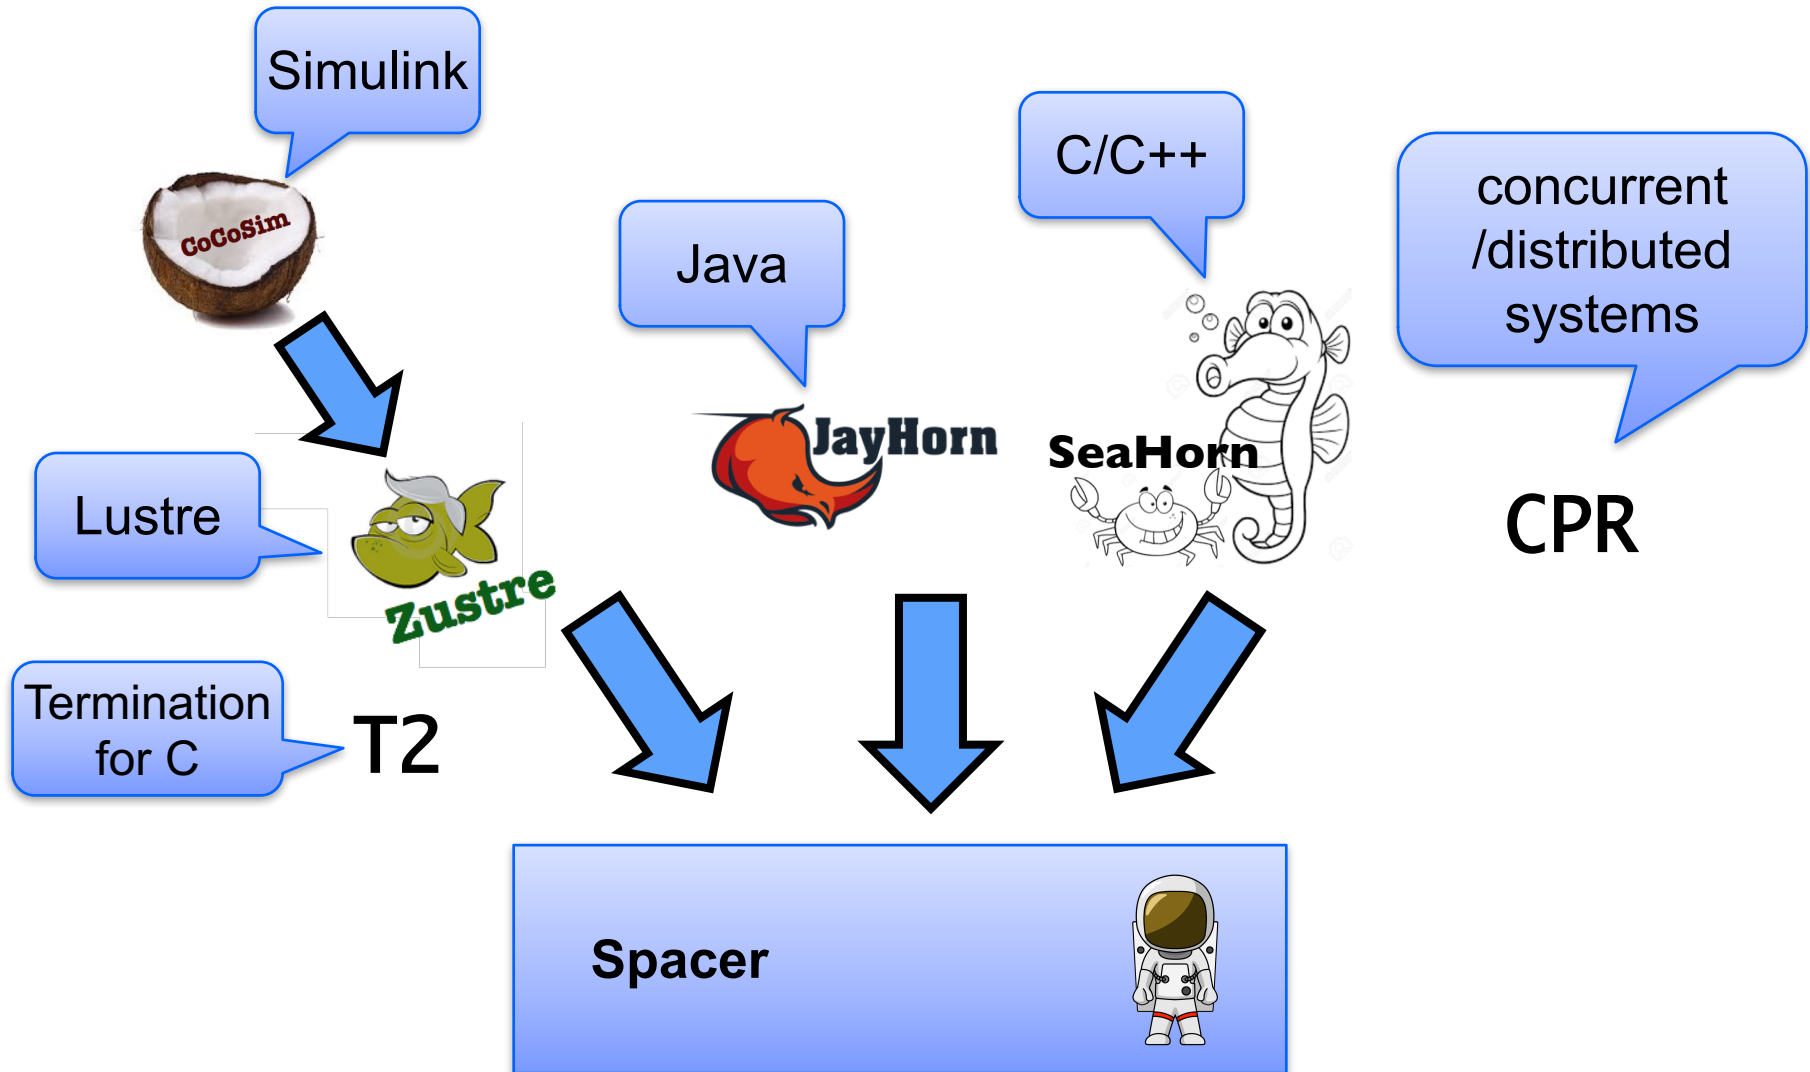 Simulink
CoCoSim
C/C++
concurrent
/distributed
systems
Java
JayHorn
SeaHorn
Lustre
CPR
Zustre
Termination
for C
T2
Spacer